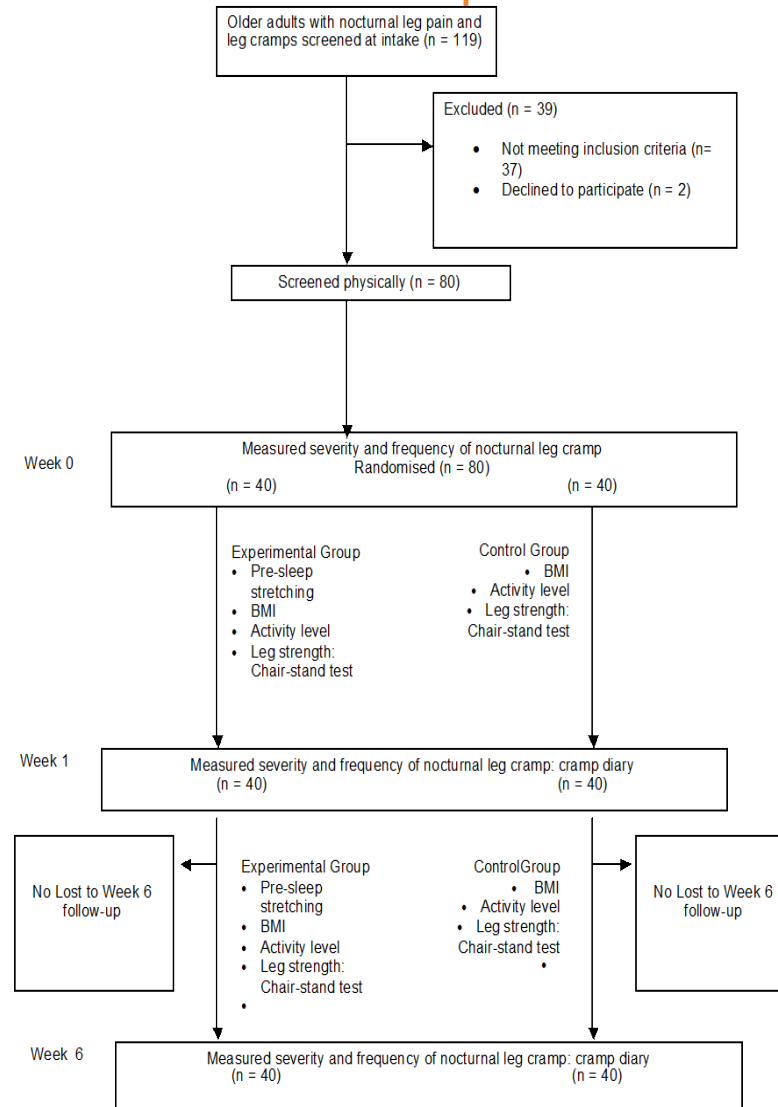 Older adults with nocturnal leg pain and
leg cramps screened at intake (n = 119)
Excluded (n = 39)
• Not meeting inclusion criteria (n=
37)
• Declined to participate (n = 2)
Screened physically (n = 80)
Week 0
Measured severity and frequency of nocturnal leg cramp
Randomised (n = 80)
(n = 40) (n = 40)
Experimental Group
• Pre-sleep
stretching
• BMI
• Activity level
• Leg strength:
Chair-stand test
Control Group
• BMI
• Activity level
• Leg strength:
Chair-stand test
Week 1
Measured severity and frequency of nocturnal leg cramp: cramp diary
(n = 40) (n = 40)
No Lost to Week 6
follow-up
Experimental Group
• Pre-sleep
stretching
• BMI
• Activity level
• Leg strength:
Chair-stand test
•
ControlGroup
• BMI
• Activity level
• Leg strength:
Chair-stand test
•
No Lost to Week 6
follow-up
Week 6
Measured severity and frequency of nocturnal leg cramp: cramp diary
(n = 40) (n = 40)